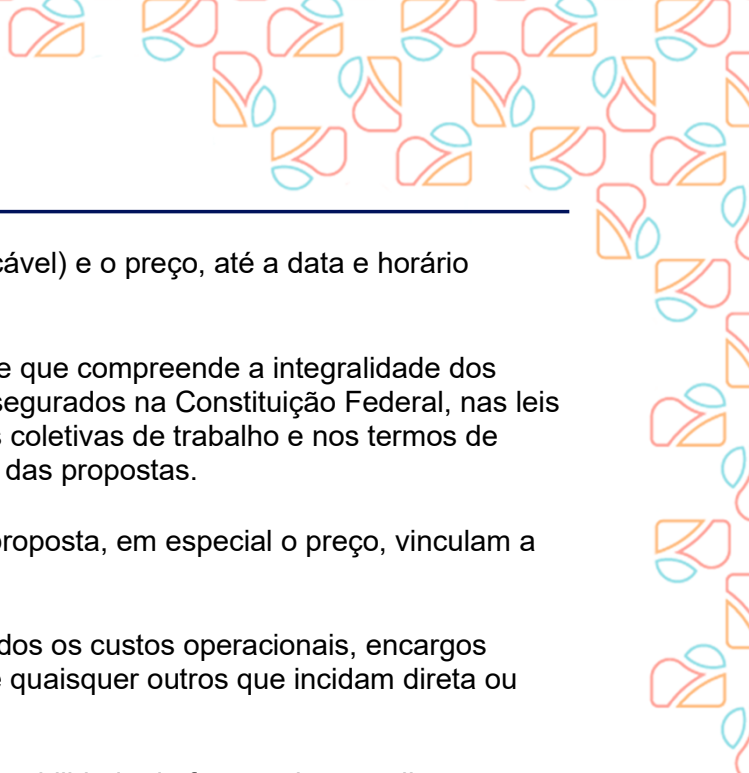 cável) e o preço, até a data e horário
e que compreende a integralidade dos
segurados na Constituição Federal, nas leis
s coletivas de trabalho e nos termos de
das propostas.
proposta, em especial o preço, vinculam a
dos os custos operacionais, encargos
e quaisquer outros que incidam direta ou